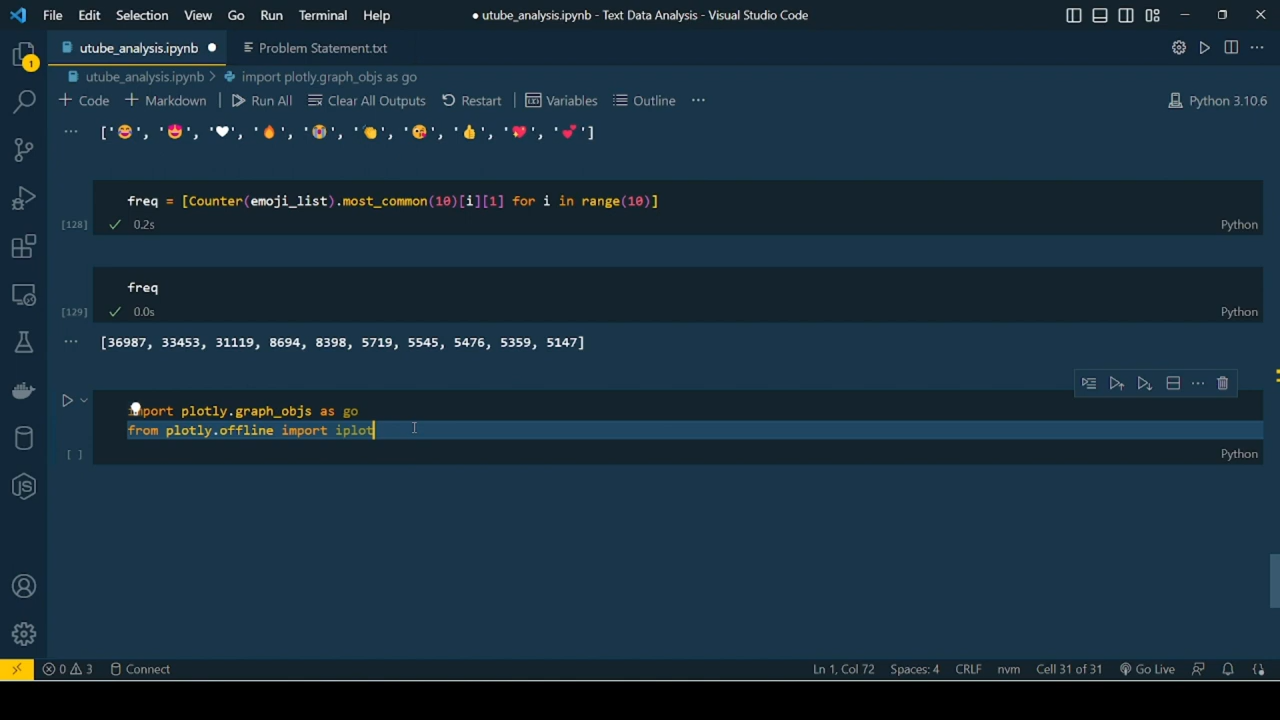 File Edit Selection View Go Run Terminal Help
● utube_analysis.ipynb - Text Data Analysis - Visual Studio Code
utube_analysis.ipynb ●
Problem Statement.txt
utube_analysis.ipynb > import plotly.graph_objs as go
+ Code + Markdown | Run All Clear All Outputs Restart | Variables Outline ...
Python 3.10.6
1
... ['😂', '😍', '🤍', '🔥', '😭', '👏', '😘', '👍', '💖', '💕']
freq = [Counter(emoji_list).most_common(10)[i][1] for i in range(10)]
[128] ✓ 0.2s Python
freq
[129] ✓ 0.0s Python
... [36987, 33453, 31119, 8694, 8398, 5719, 5545, 5476, 5359, 5147]
import plotly.graph_objs as go
from plotly.offline import iplot
[ ] Python
0 3 Connect
Ln 1, Col 72 Spaces: 4 CRLF nvm Cell 31 of 31 Go Live